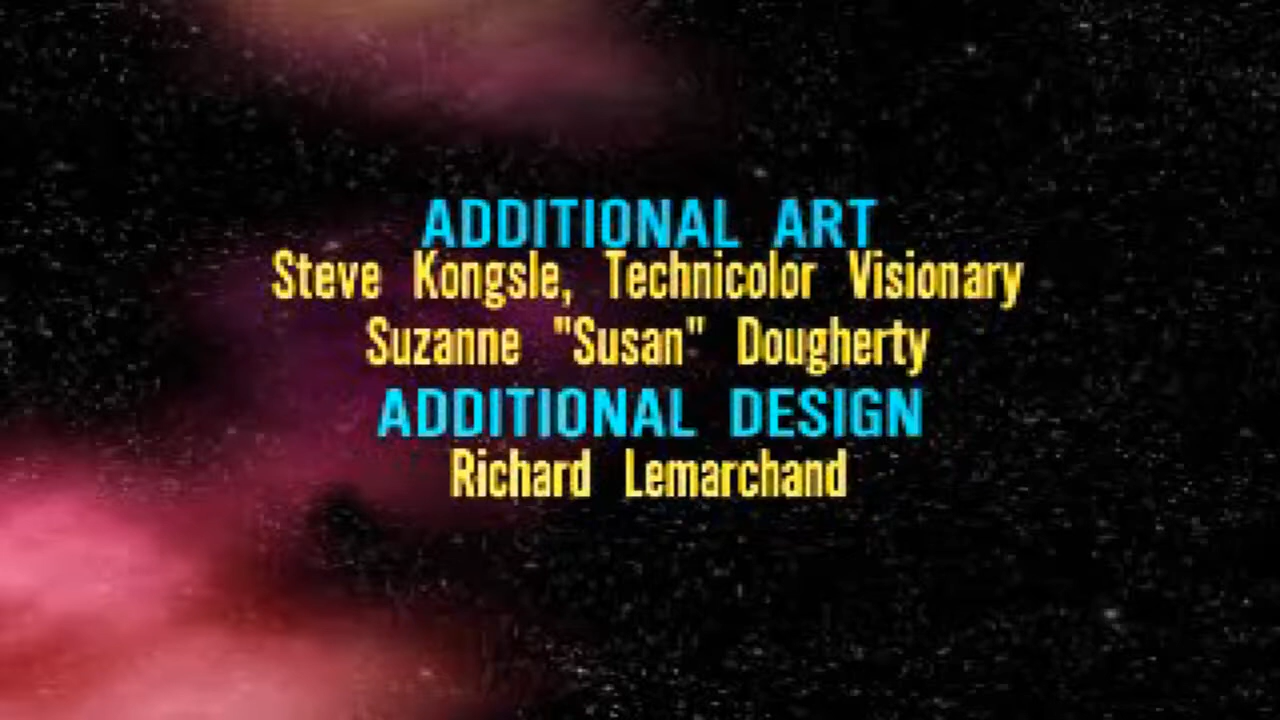 ADDITIONAL ART
Steve Kongsle, Technicolor Visionary
Suzanne "Susan" Dougherty
ADDITIONAL DESIGN
Richard Lemarchand